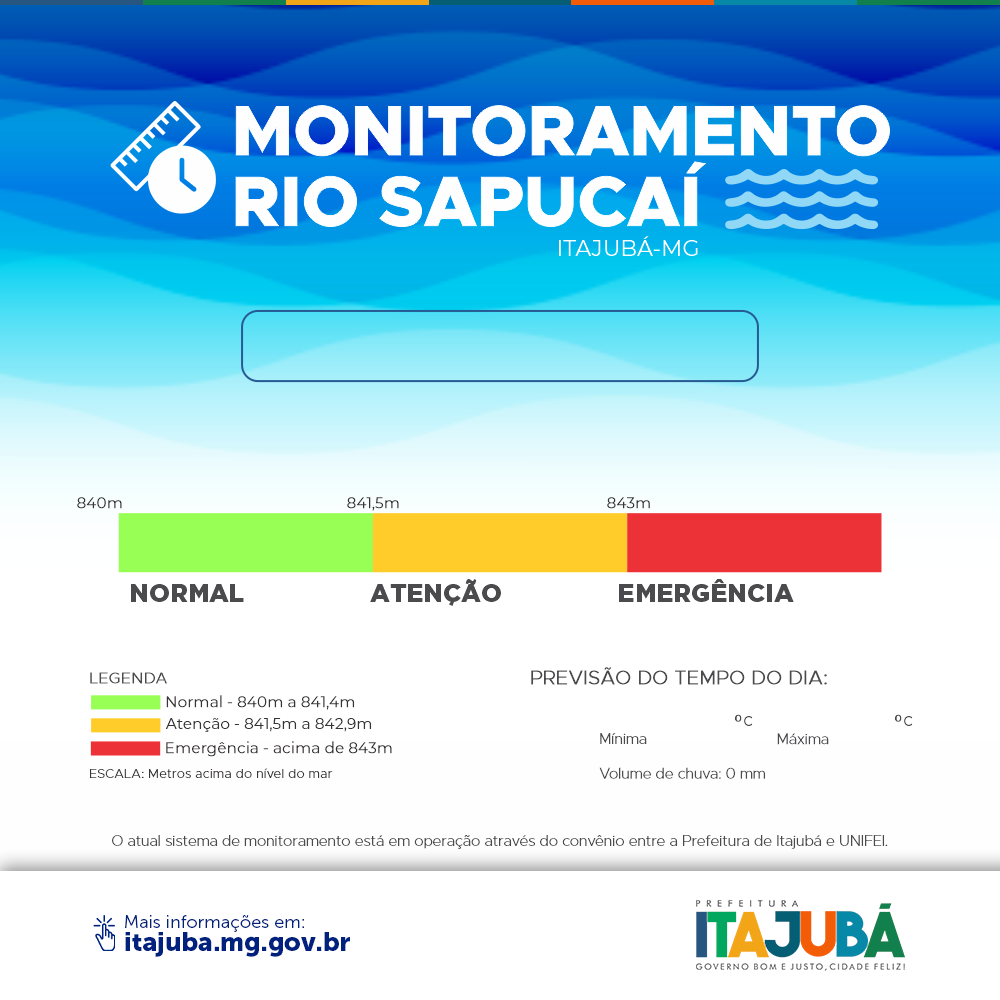 MONITORAMENTO
RIO SAPUCAÍ
ITAJUBÁ-MG
840m 841,5m 843m
NORMAL ATENÇÃO EMERGÊNCIA
LEGENDA
Normal - 840m a 841,4m
Atenção - 841,5m a 842,9m
Emergência - acima de 843m
ESCALA: Metros acima do nível do mar
PREVISÃO DO TEMPO DO DIA:
ºC ºC
Mínima Máxima
Volume de chuva: 0 mm
O atual sistema de monitoramento está em operação através do convênio entre a Prefeitura de Itajubá e UNIFEI.
Mais informações em:
itajuba.mg.gov.br
PREFEITURA
ITAJUBÁ
GOVERNO BOM E JUSTO, CIDADE FELIZ!